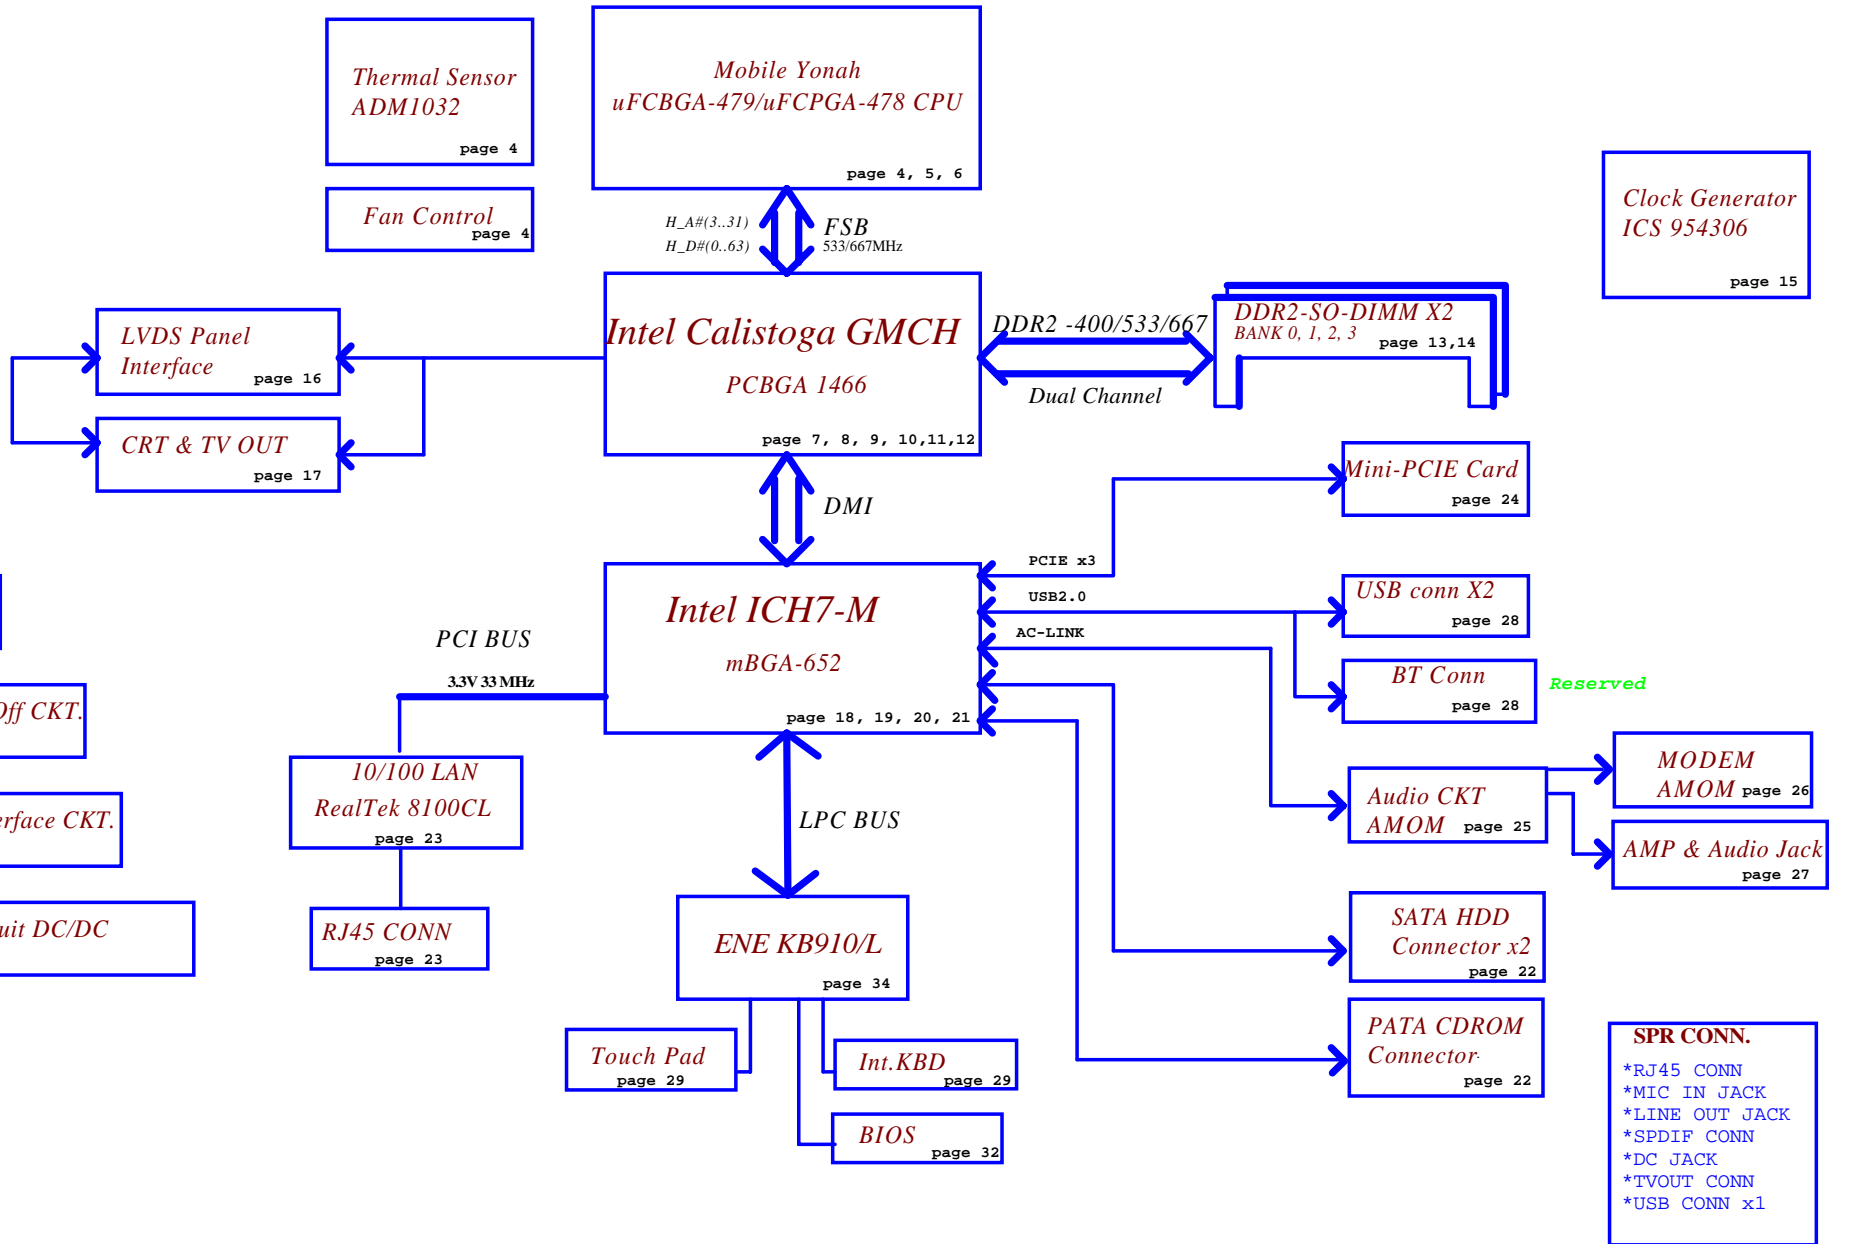 Thermal Sensor
ADM1032
page 4
Mobile Yonah
uFCBGA-479/uFCPGA-478 CPU
page 4, 5, 6
Clock Generator
ICS 954306
page 15
Fan Control
page 4
H_A#(3..31)
H_D#(0..63)
FSB
533/667MHz
Intel Calistoga GMCH
PCBGA 1466
page 7, 8, 9, 10,11,12
DDR2 -400/533/667
Dual Channel
DDR2-SO-DIMM X2
BANK 0, 1, 2, 3
page 13,14
LVDS Panel
Interface
page 16
CRT & TV OUT
page 17
DMI
Mini-PCIE Card
page 24
PCIE x3
USB2.0
AC-LINK
Intel ICH7-M
mBGA-652
page 18, 19, 20, 21
USB conn X2
page 28
BT Conn
page 28
Reserved
PCI BUS
3.3V 33 MHz
Off CKT.
erface CKT.
uit DC/DC
10/100 LAN
RealTek 8100CL
page 23
RJ45 CONN
page 23
LPC BUS
Audio CKT
AMOM page 25
MODEM
AMOM page 26
AMP & Audio Jack
page 27
ENE KB910/L
page 34
SATA HDD
Connector x2
page 22
PATA CDROM
Connector
page 22
Touch Pad
page 29
Int.KBD
page 29
BIOS
page 32
SPR CONN.
*RJ45 CONN
*MIC IN JACK
*LINE OUT JACK
*SPDIF CONN
*DC JACK
*TVOUT CONN
*USB CONN x1